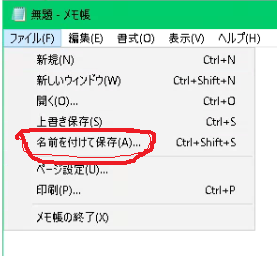 無題 - メモ帳
ファイル(F) 編集(E) 書式(O) 表示(V) ヘルプ(H)
新規(N) Ctrl+N
新しいウィンドウ(W) Ctrl+Shift+N
開く(O)... Ctrl+O
上書き保存(S) Ctrl+S
名前を付けて保存(A)... Ctrl+Shift+S
ページ設定(U)...
印刷(P)... Ctrl+P
メモ帳の終了(X)